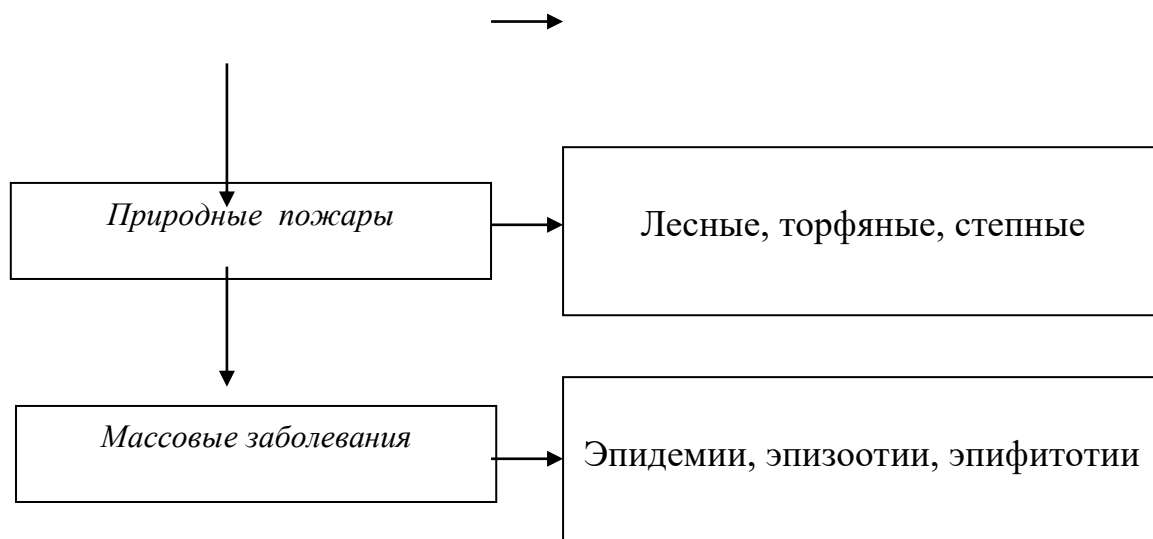 Природные пожары
Лесные, торфяные, степные
Массовые заболевания
Эпидемии, эпизоотии, эпифитотии